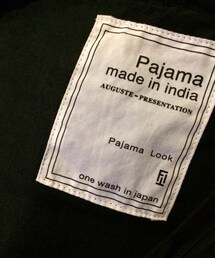 Pajama
made in india
AUGUSTE-PRESENTATION
Pajama Look
one wash in japan